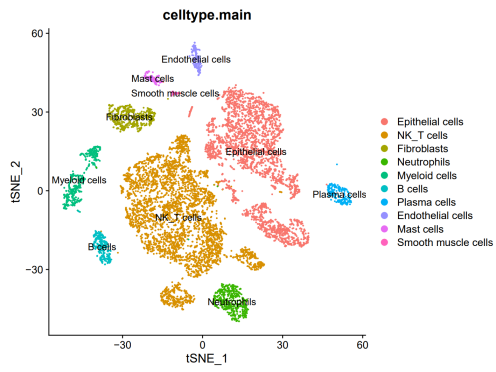 celltype.main
60
30
0
−30
tSNE_2
−30
0
30
60
tSNE_1
Endothelial cells
Mast cells
Smooth muscle cells
Fibroblasts
Epithelial cells
Myeloid cells
Plasma cells
NK_T cells
B cells
Neutrophils
Epithelial cells
NK_T cells
Fibroblasts
Neutrophils
Myeloid cells
B cells
Plasma cells
Endothelial cells
Mast cells
Smooth muscle cells